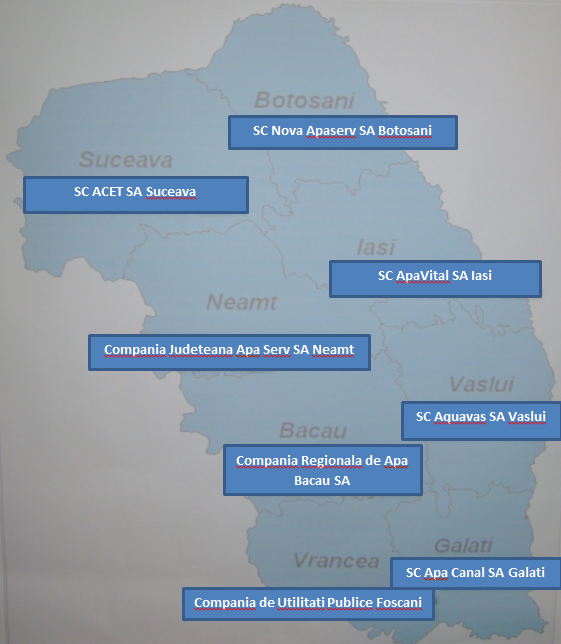 Botosani
SC Nova Apaserv SA Botosani
Suceava
SC ACET SA Suceava
Iasi
SC ApaVital SA Iasi
Neamt
Compania Judeteana Apa Serv SA Neamt
Vaslui
SC Aquavas SA Vaslui
Bacau
Compania Regionala de Apa
Bacau SA
Galati
Vrancea
SC Apa Canal SA Galati
Compania de Utilitati Publice Foscani